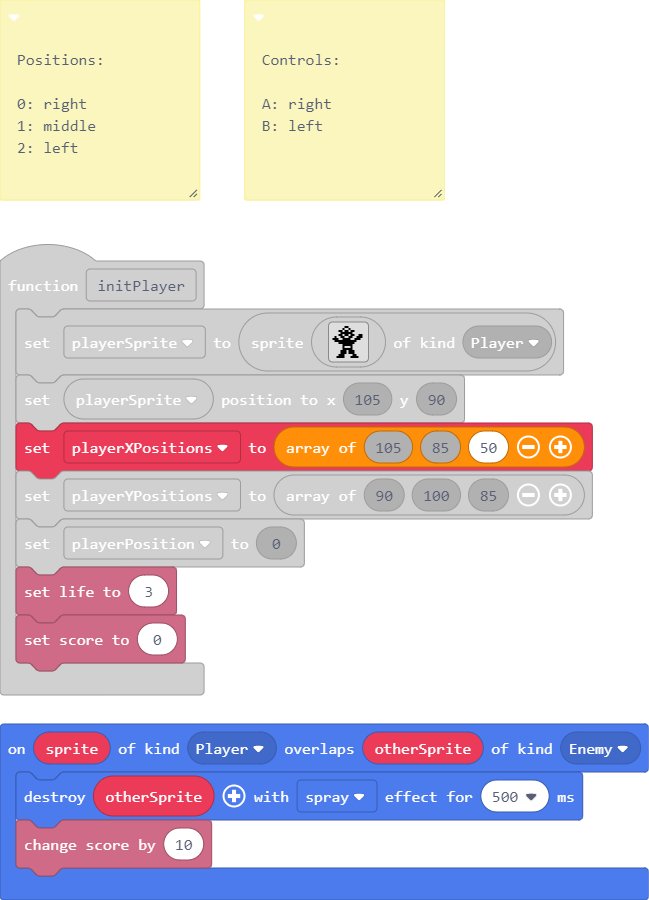 Positions:
0: right
1: middle
2: left
Controls:
A: right
B: left
function initPlayer
set playerSprite to sprite of kind Player
set playerSprite position to x 105 y 90
set playerXPositions to array of 105 85 50
set playerYPositions to array of 90 100 85
set playerPosition to 0
set life to 3
set score to 0
on sprite of kind Player overlaps otherSprite of kind Enemy
destroy otherSprite with spray effect for 500 ms
change score by 10